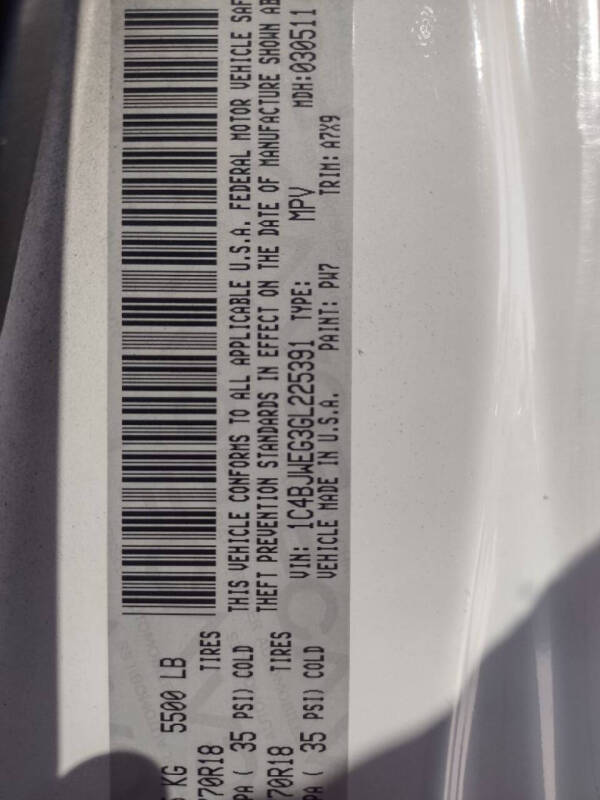 5 KG 5500 LB
70R18 TIRES
PA ( 35 PSI) COLD
70R18 TIRES
PA ( 35 PSI) COLD
THIS VEHICLE CONFORMS TO ALL APPLICABLE U.S.A. FEDERAL MOTOR VEHICLE SAF
THEFT PREVENTION STANDARDS IN EFFECT ON THE DATE OF MANUFACTURE SHOWN AB
VIN: 1C4BJWEG3GL225391 TYPE: MPV MDH:030511
VEHICLE MADE IN U.S.A. PAINT: PW7 TRIM: A7X9